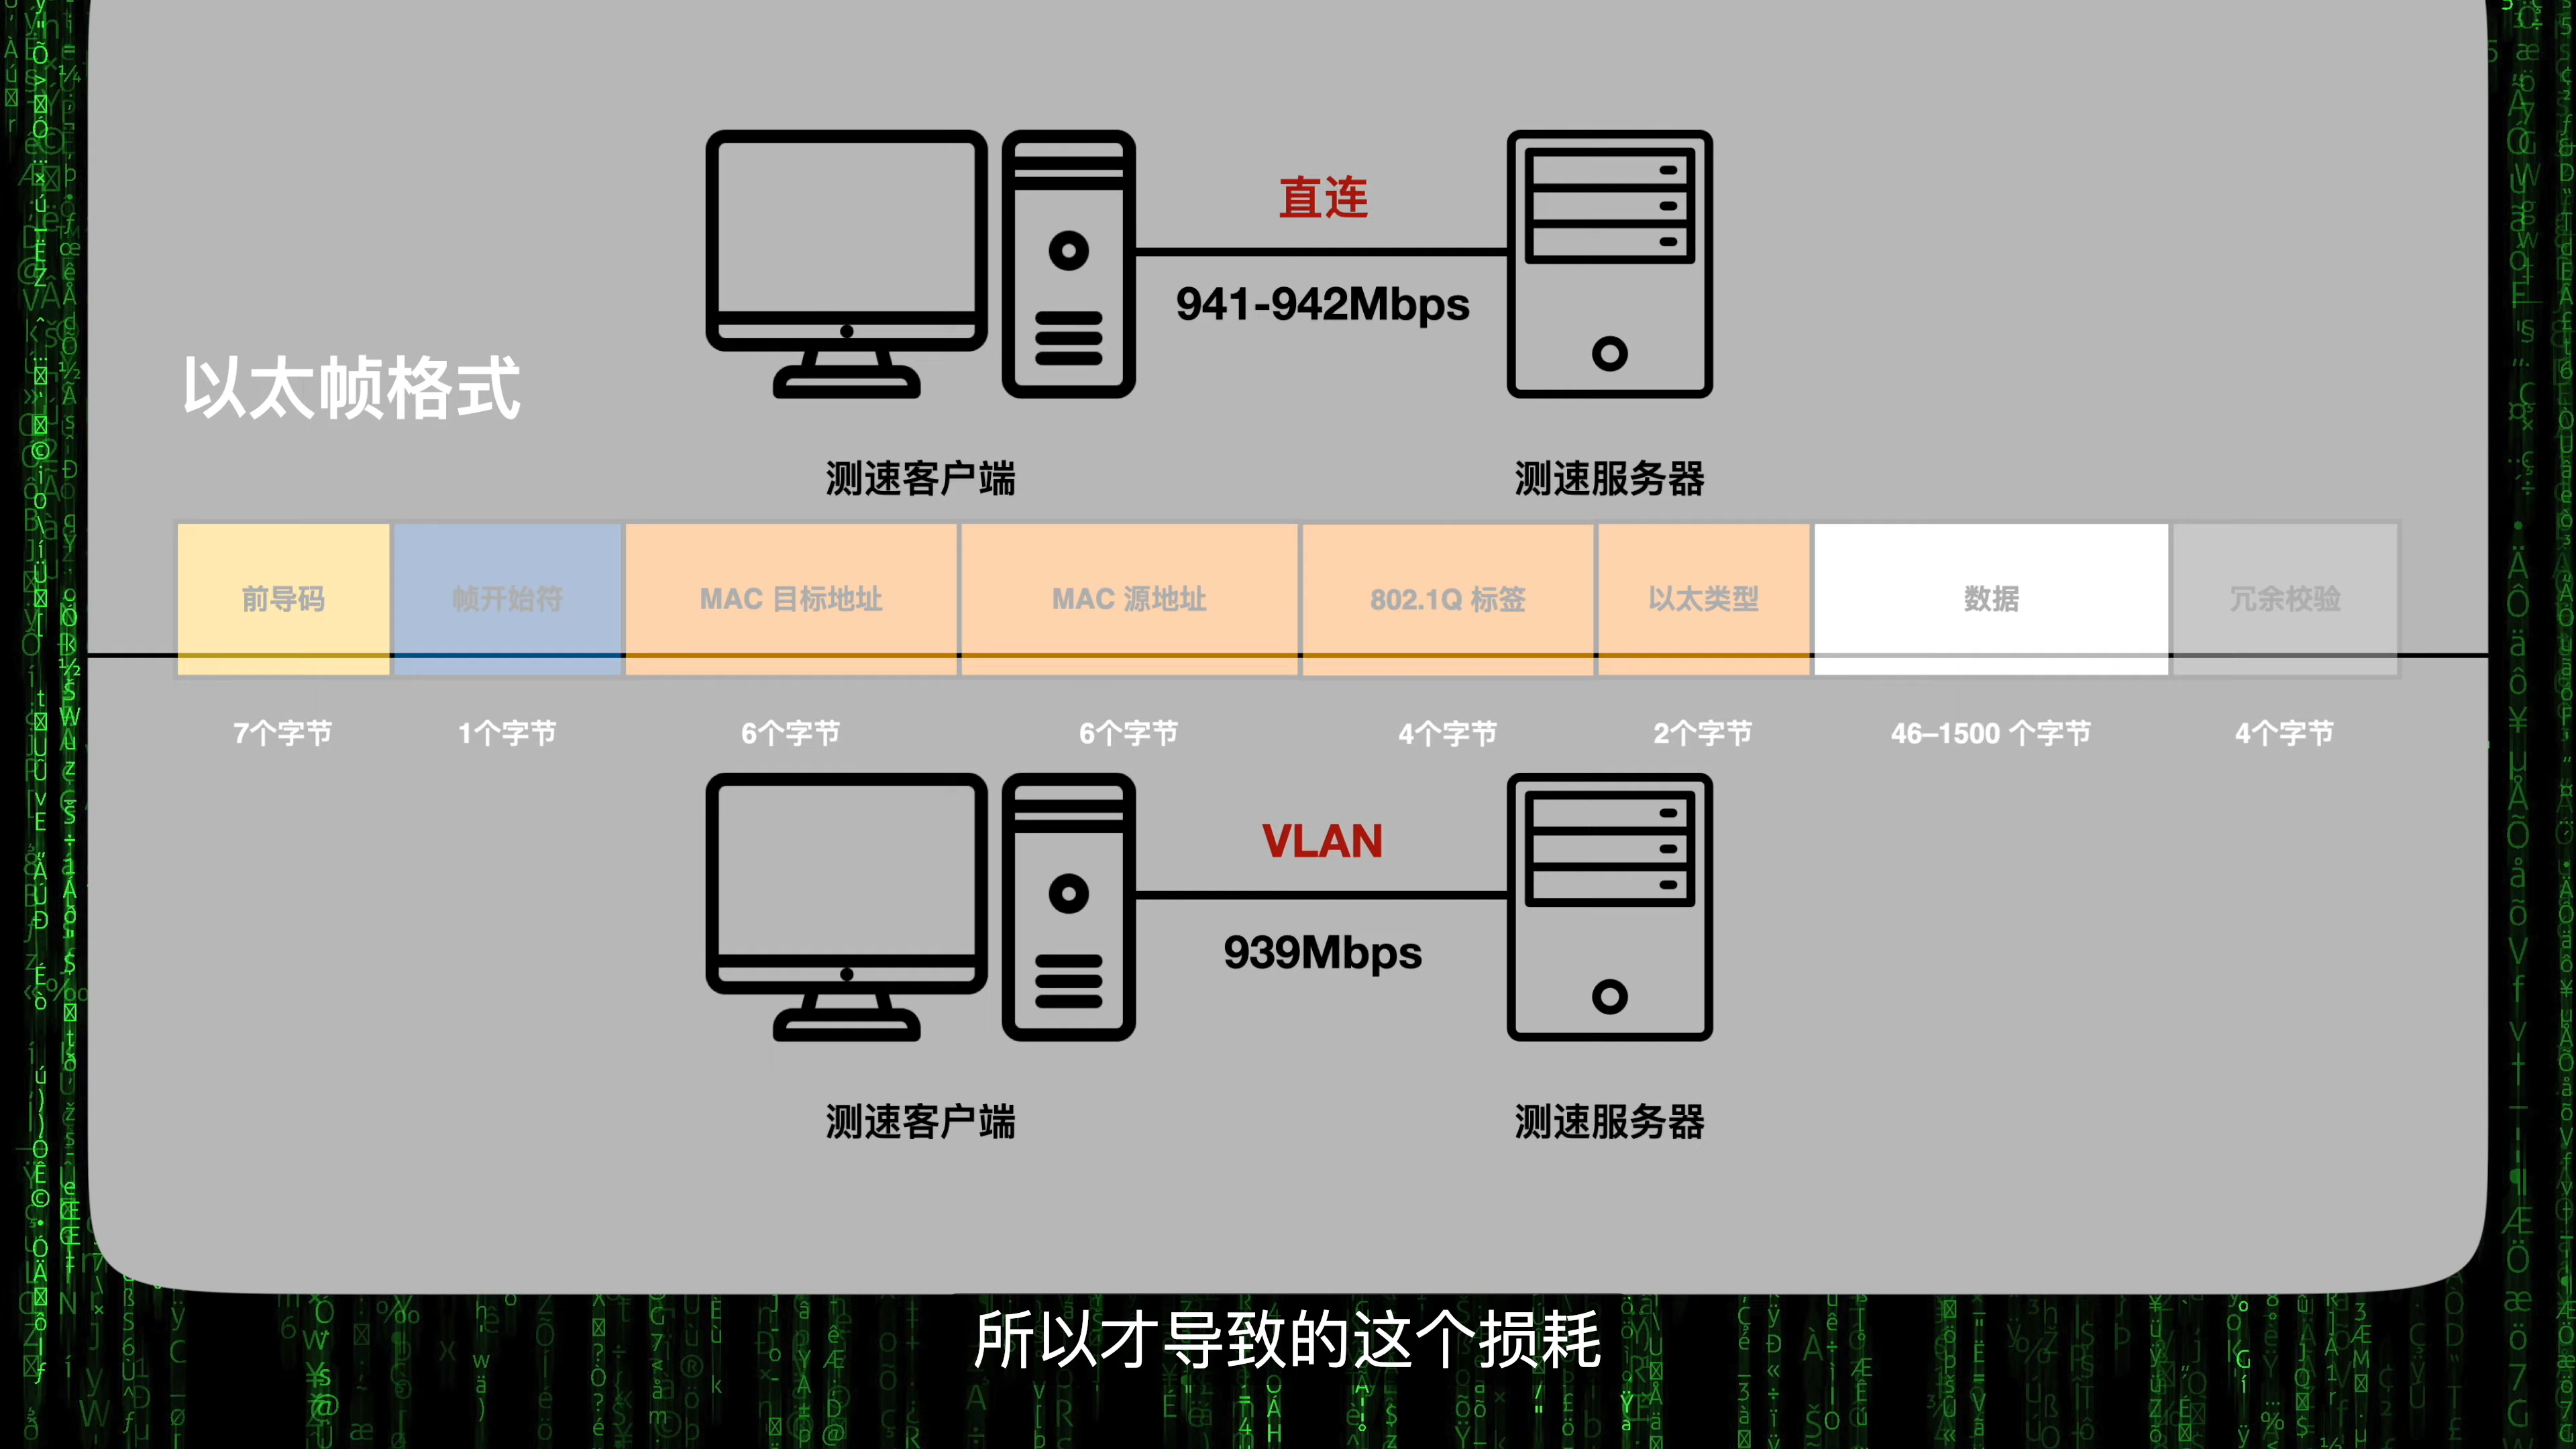 直连
941-942Mbps
以太帧格式
测速客户端
测速服务器
前导码
帧开始符
MAC 目标地址
MAC 源地址
802.1Q 标签
以太类型
数据
冗余校验
7个字节
1个字节
6个字节
6个字节
4个字节
2个字节
46–1500 个字节
4个字节
VLAN
939Mbps
测速客户端
测速服务器
所以才导致的这个损耗